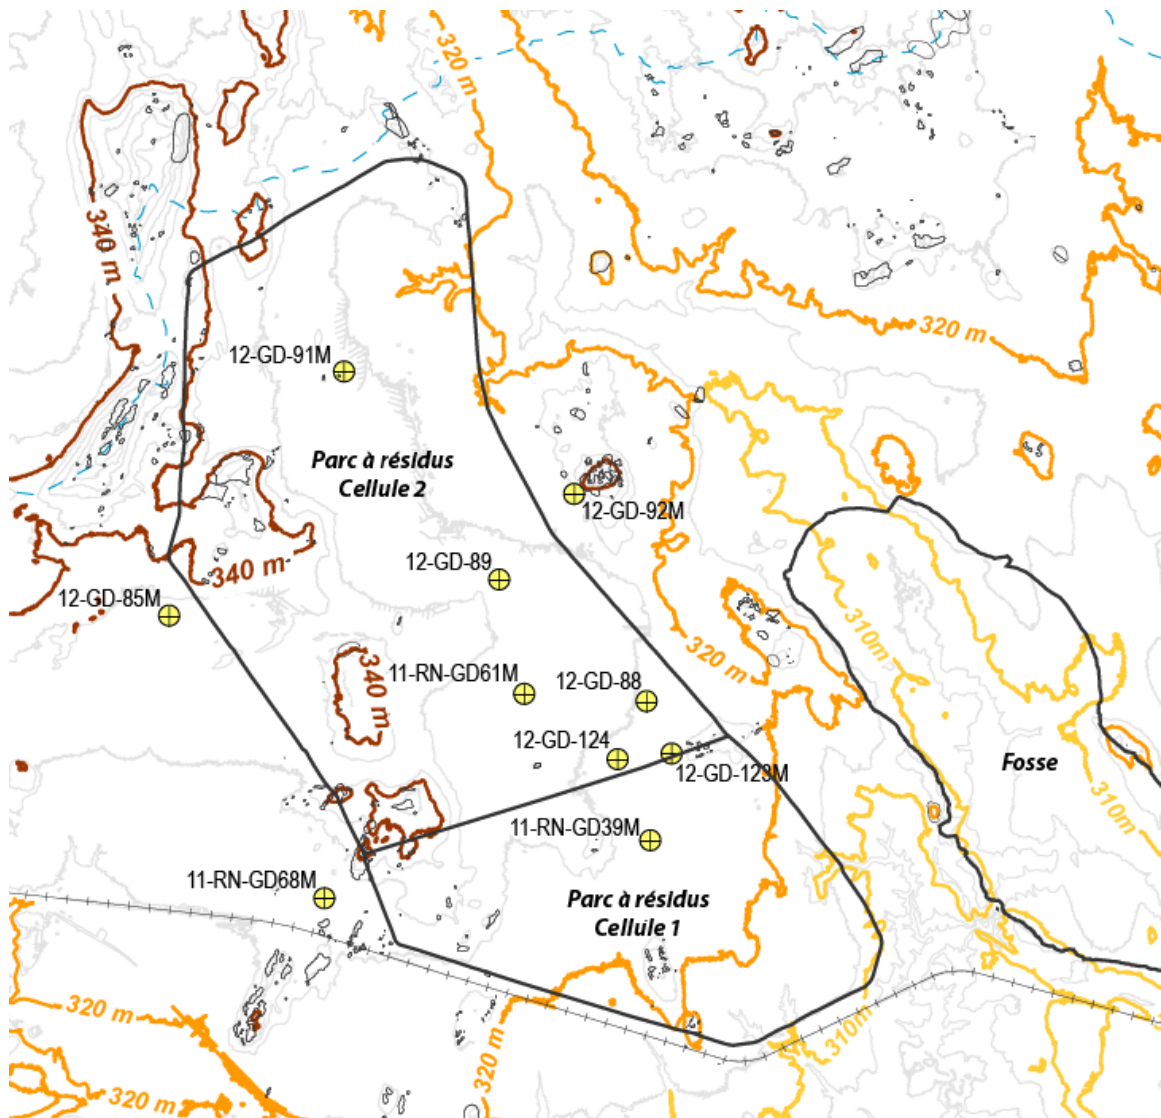 320 m
340 m
320 m
12-GD-91M
Parc à résidus
Cellule 2
12-GD-92M
12-GD-89
340 m
12-GD-85M
310m
320 m
340 m
11-RN-GD61M
12-GD-88
12-GD-124
12-GD-123M
Fosse
310m
11-RN-GD39M
11-RN-GD68M
Parc à résidus
Cellule 1
320 m
310m
320 m
320 m